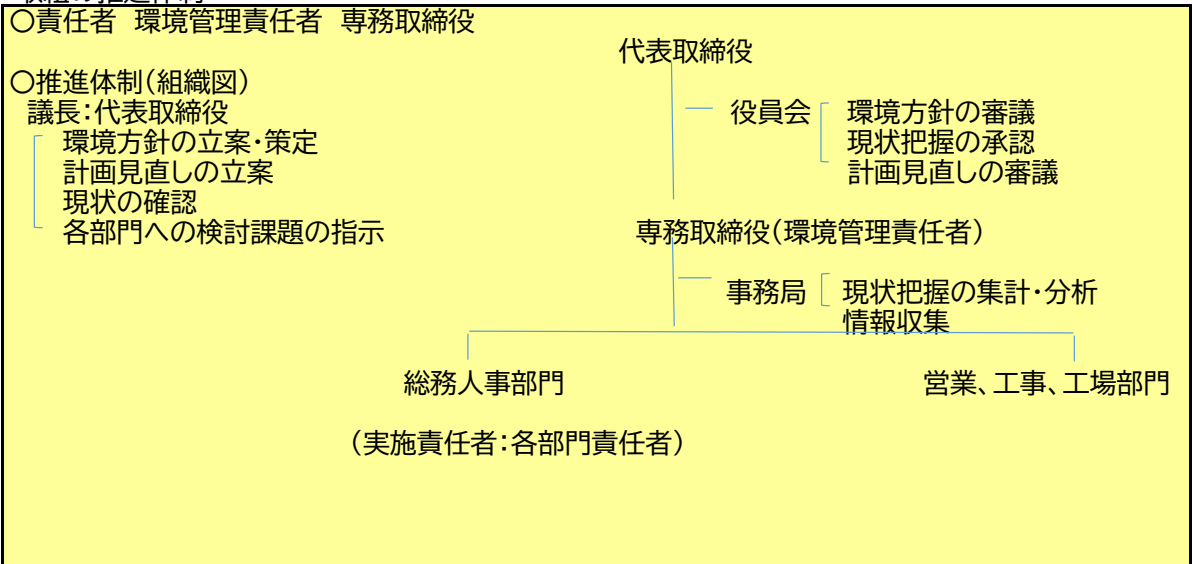 〇責任者 環境管理責任者 専務取締役
代表取締役
〇推進体制(組織図)
議長:代表取締役
環境方針の立案・策定
計画見直しの立案
現状の確認
各部門への検討課題の指示
役員会
環境方針の審議
現状把握の承認
計画見直しの審議
専務取締役(環境管理責任者)
事務局
現状把握の集計・分析
情報収集
総務人事部門
営業、工事、工場部門
(実施責任者:各部門責任者)